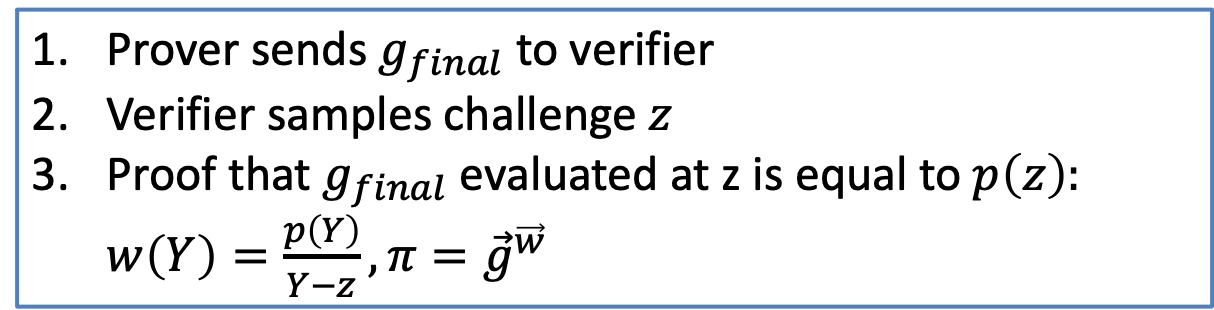 1. Prover sends g_final to verifier
2. Verifier samples challenge z
3. Proof that g_final evaluated at z is equal to p(z):
w(Y) = p(Y)/(Y−z), π = g⃗^w⃗